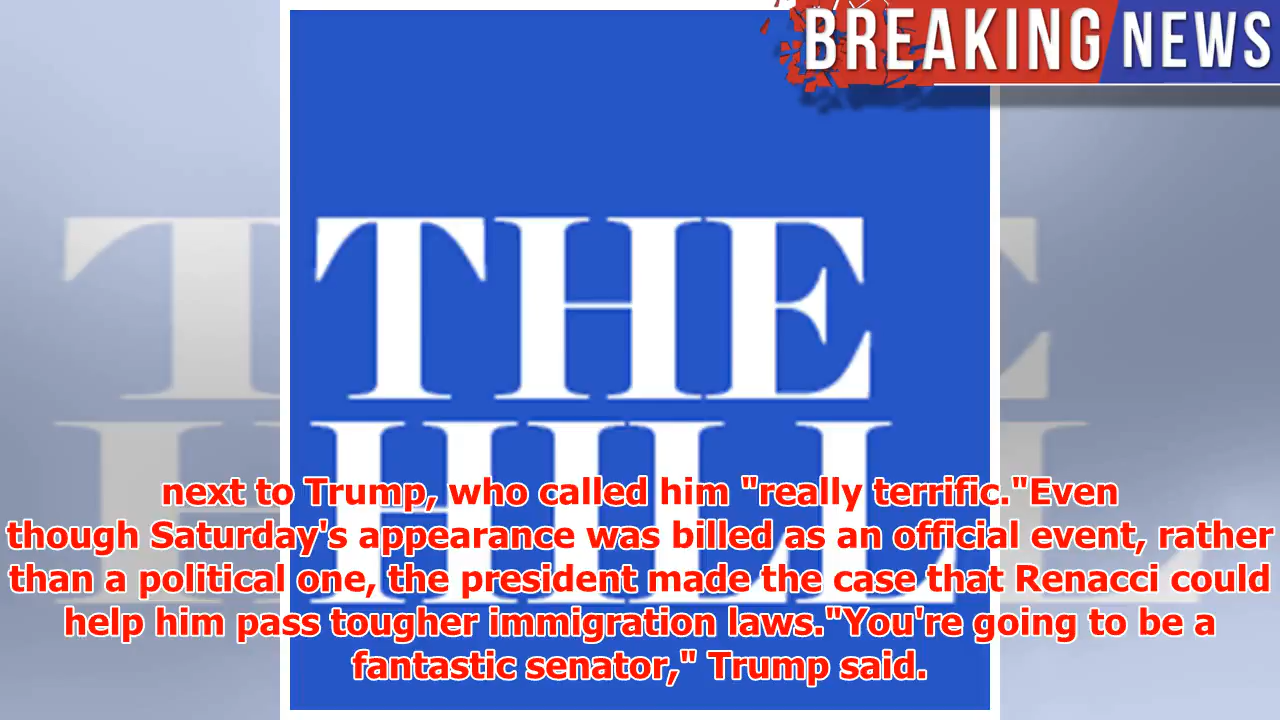 BREAKING NEWS
THE
HILL
next to Trump, who called him "really terrific."Even
though Saturday's appearance was billed as an official event, rather
than a political one, the president made the case that Renacci could
help him pass tougher immigration laws."You're going to be a
fantastic senator," Trump said.